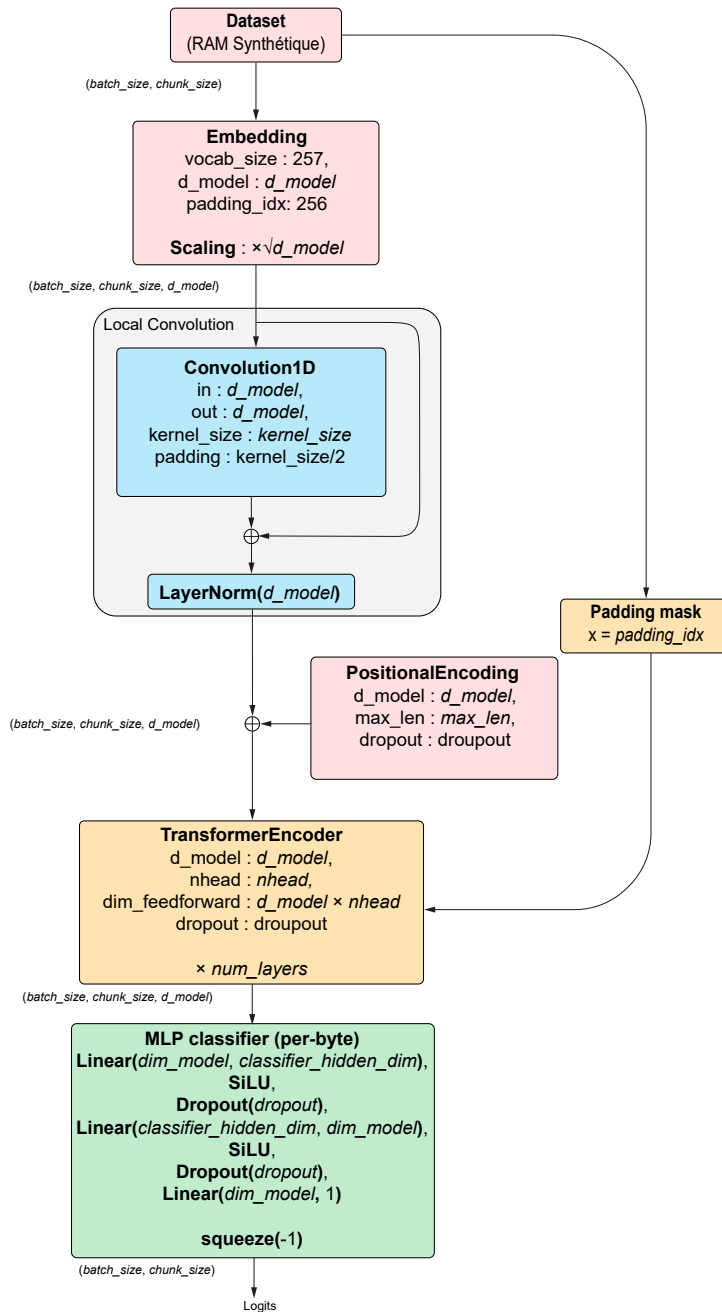 Dataset
(RAM Synthétique)
(batch_size, chunk_size)
Embedding
vocab_size : 257,
d_model : d_model
padding_idx: 256
Scaling : ×√d_model
(batch_size, chunk_size, d_model)
Local Convolution
Convolution1D
in : d_model,
out : d_model,
kernel_size : kernel_size
padding : kernel_size/2
LayerNorm(d_model)
Padding mask
x = padding_idx
PositionalEncoding
d_model : d_model,
max_len : max_len,
dropout : droupout
(batch_size, chunk_size, d_model)
TransformerEncoder
d_model : d_model,
nhead : nhead,
dim_feedforward : d_model × nhead
dropout : droupout
× num_layers
(batch_size, chunk_size, d_model)
MLP classifier (per-byte)
Linear(dim_model, classifier_hidden_dim),
SiLU,
Dropout(dropout),
Linear(classifier_hidden_dim, dim_model),
SiLU,
Dropout(dropout),
Linear(dim_model, 1)
squeeze(-1)
(batch_size, chunk_size)
Logits